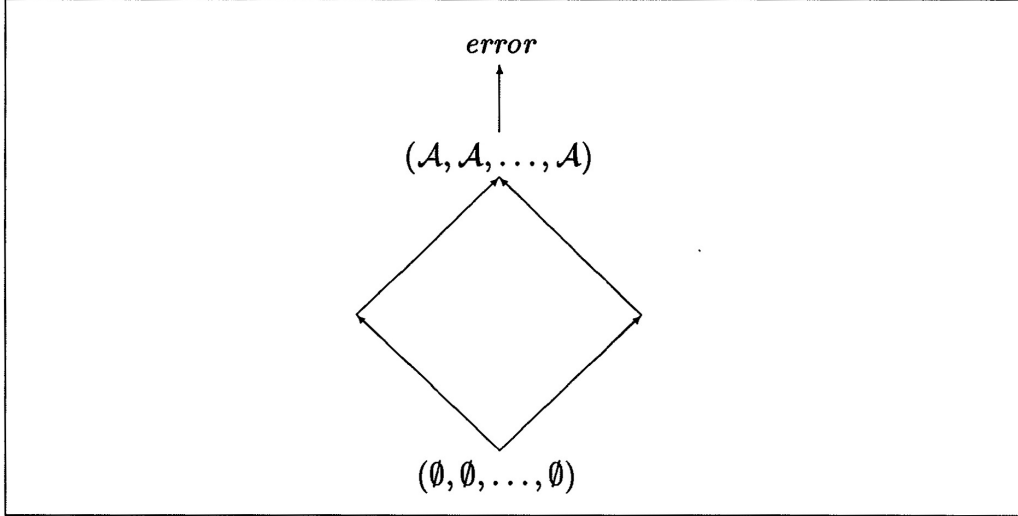 error
(𝒜, 𝒜, . . . , 𝒜)
(∅, ∅, . . . , ∅)